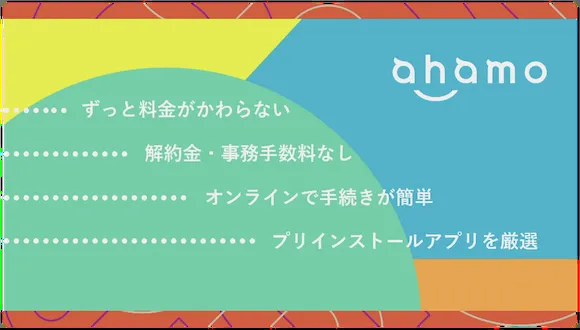 ahamo
ずっと料金がかわらない
解約金・事務手数料なし
オンラインで手続きが簡単
プリインストールアプリを厳選